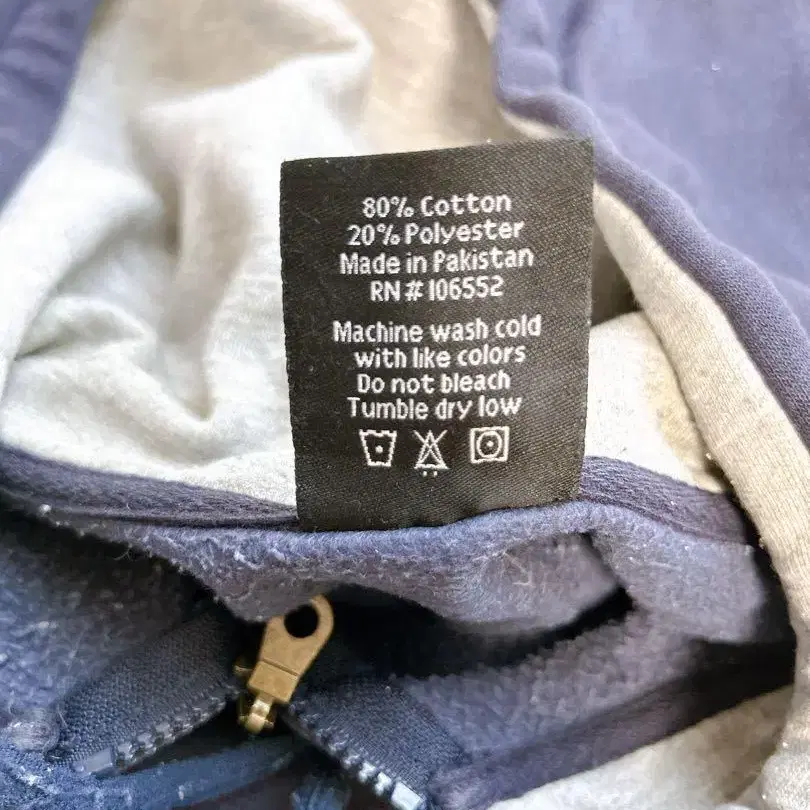 80% Cotton
20% Polyester
Made in Pakistan
RN # 106552
Machine wash cold
with like colors
Do not bleach
Tumble dry low